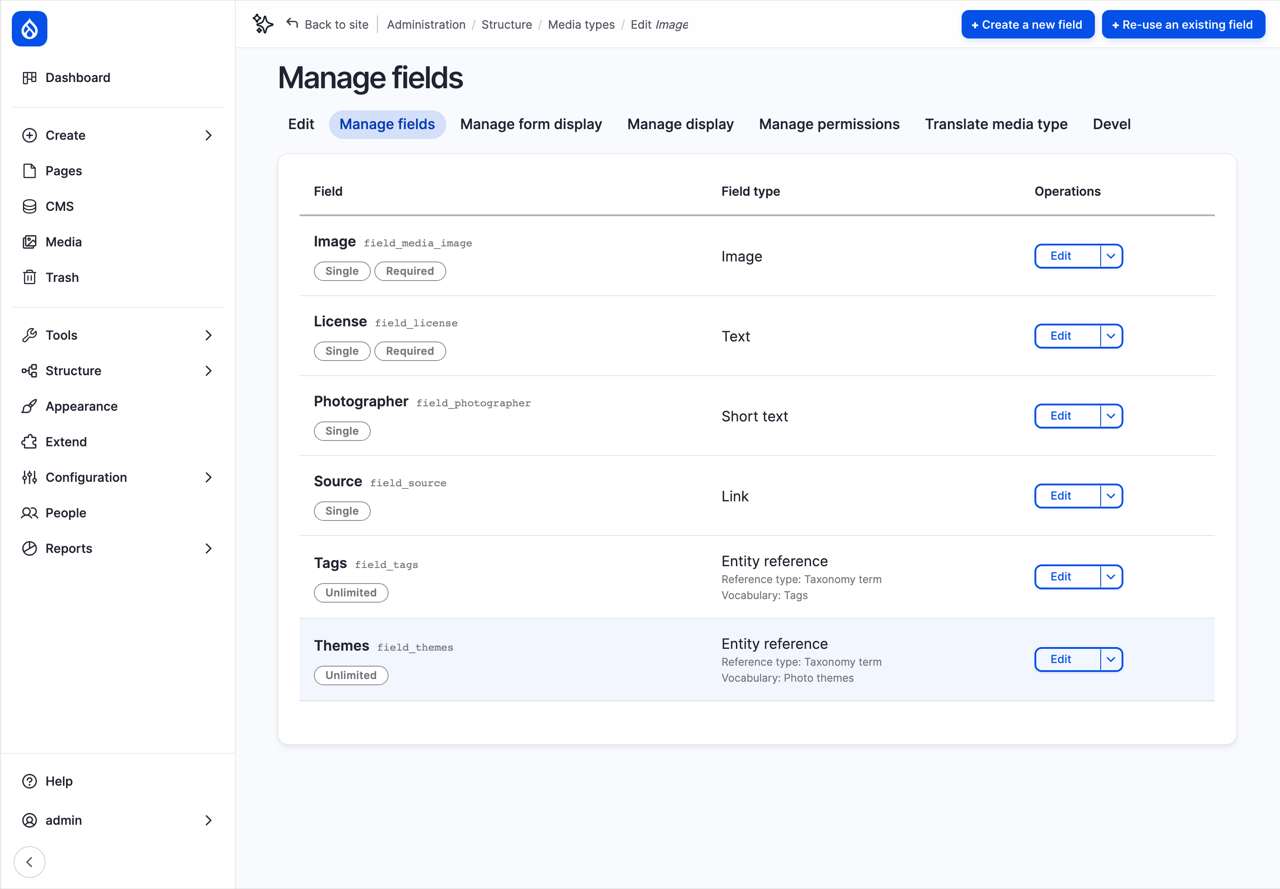 Back to site
Administration / Structure / Media types / Edit Image
+ Create a new field
+ Re-use an existing field
Dashboard
Create
Pages
CMS
Media
Trash
Tools
Structure
Appearance
Extend
Configuration
People
Reports
Help
admin
Manage fields
Edit Manage fields Manage form display Manage display Manage permissions Translate media type Devel
Field Field type Operations
Image field_media_image
Single Required
Image
Edit
License field_license
Single Required
Text
Edit
Photographer field_photographer
Single
Short text
Edit
Source field_source
Single
Link
Edit
Tags field_tags
Unlimited
Entity reference
Reference type: Taxonomy term
Vocabulary: Tags
Edit
Themes field_themes
Unlimited
Entity reference
Reference type: Taxonomy term
Vocabulary: Photo themes
Edit